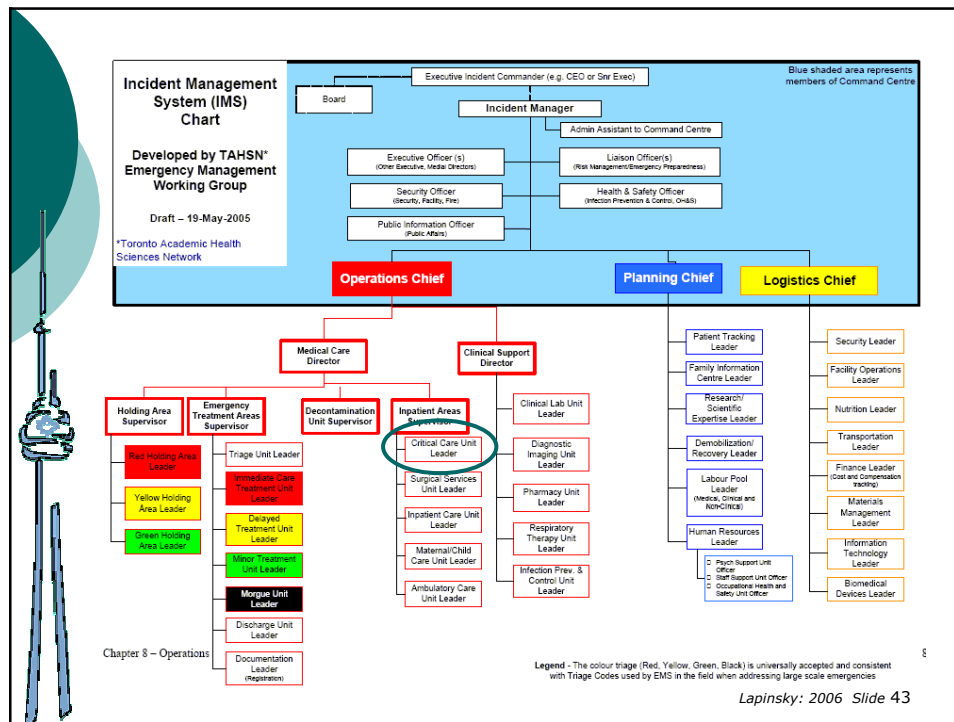 Incident Management
System (IMS)
Chart
Developed by TAHSN*
Emergency Management
Working Group
Draft – 19-May-2005
*Toronto Academic Health
Sciences Network
Blue shaded area represents
members of Command Centre
Executive Incident Commander (e.g. CEO or Snr Exec)
Board
Incident Manager
Admin Assistant to Command Centre
Executive Officer (s)
(Other Executive, Medial Directors)
Liaison Officer(s)
(Risk Management/Emergency Preparedness)
Security Officer
(Security, Facility, Fire)
Health & Safety Officer
(Infection Prevention & Control, OH&S)
Public Information Officer
(Public Affairs)
Operations Chief
Planning Chief
Logistics Chief
Medical Care
Director
Clinical Support
Director
Holding Area
Supervisor
Emergency
Treatment Areas
Supervisor
Decontamination
Unit Supervisor
Inpatient Areas
Supervisor
Red Holding Area
Leader
Yellow Holding
Area Leader
Green Holding
Area Leader
Triage Unit Leader
Immediate Care
Treatment Unit
Leader
Delayed
Treatment Unit
Leader
Minor Treatment
Unit Leader
Morgue Unit
Leader
Discharge Unit
Leader
Documentation
Leader
(Registration)
Critical Care Unit
Leader
Surgical Services
Unit Leader
Inpatient Care Unit
Leader
Maternal/Child
Care Unit Leader
Ambulatory Care
Unit Leader
Clinical Lab Unit
Leader
Diagnostic
Imaging Unit
Leader
Pharmacy Unit
Leader
Respiratory
Therapy Unit
Leader
Infection Prev. &
Control Unit
Leader
Patient Tracking
Leader
Family Information
Centre Leader
Research/
Scientific
Expertise Leader
Demobilization/
Recovery Leader
Labour Pool
Leader
(Medical, Clinical and
Non-Clinical)
Human Resources
Leader
Psych Support Unit
Officer
Staff Support Unit Officer
Occupational Health and
Safety Unit Officer
Security Leader
Facility Operations
Leader
Nutrition Leader
Transportation
Leader
Finance Leader
(Cost and Compensation
tracking)
Materials
Management
Leader
Information
Technology
Leader
Biomedical
Devices Leader
Chapter 8 – Operations
8
Legend - The colour triage (Red, Yellow, Green, Black) is universally accepted and consistent
with Triage Codes used by EMS in the field when addressing large scale emergencies
Lapinsky: 2006 Slide 43